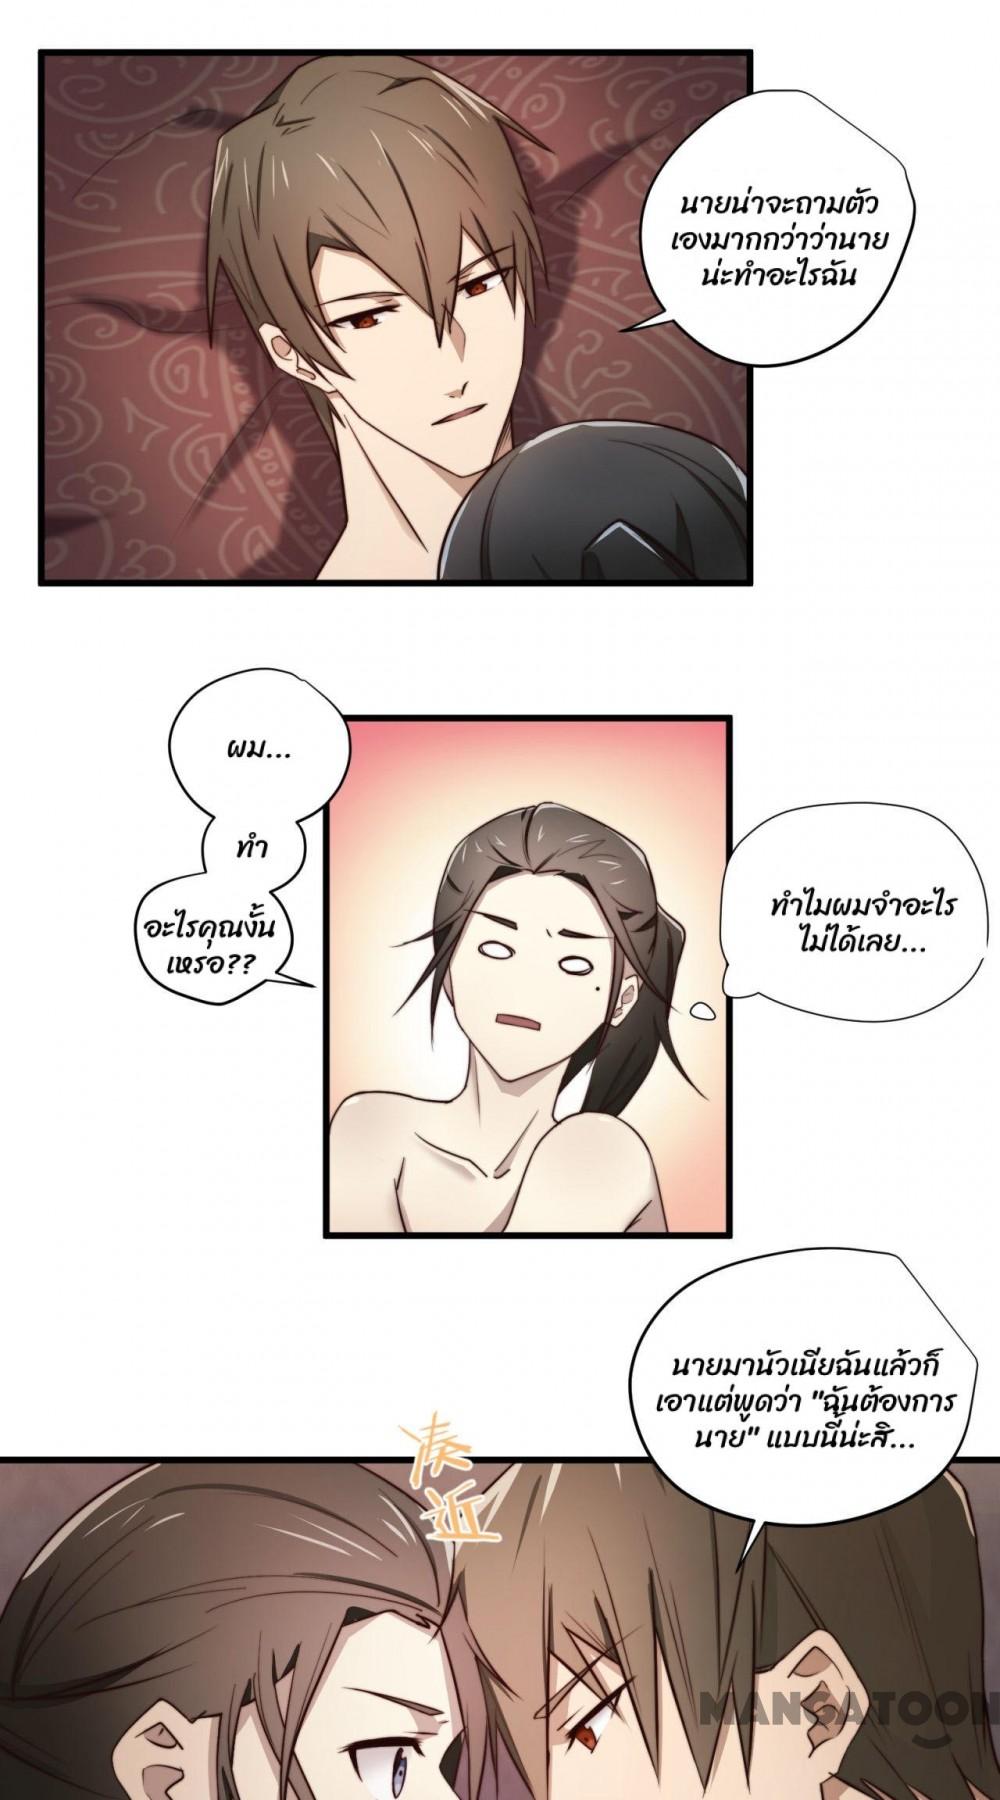 นายน่าจะถามตัว
เองมากกว่าว่านาย
น่ะทำอะไรฉัน
ผม...
ทำ
อะไรคุณงั้น
เหรอ??
ทำไมผมจำอะไร
ไม่ได้เลย...
นายมานัวเนียฉันแล้วก็
เอาแต่พูดว่า "ฉันต้องการ
นาย" แบบนี้น่ะสิ...
凑
近
MANGATOON